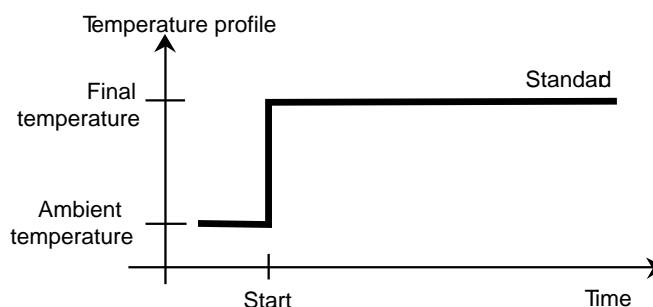 Temperature profile
Standad
Final
temperature
Ambient
temperature
Start
Time